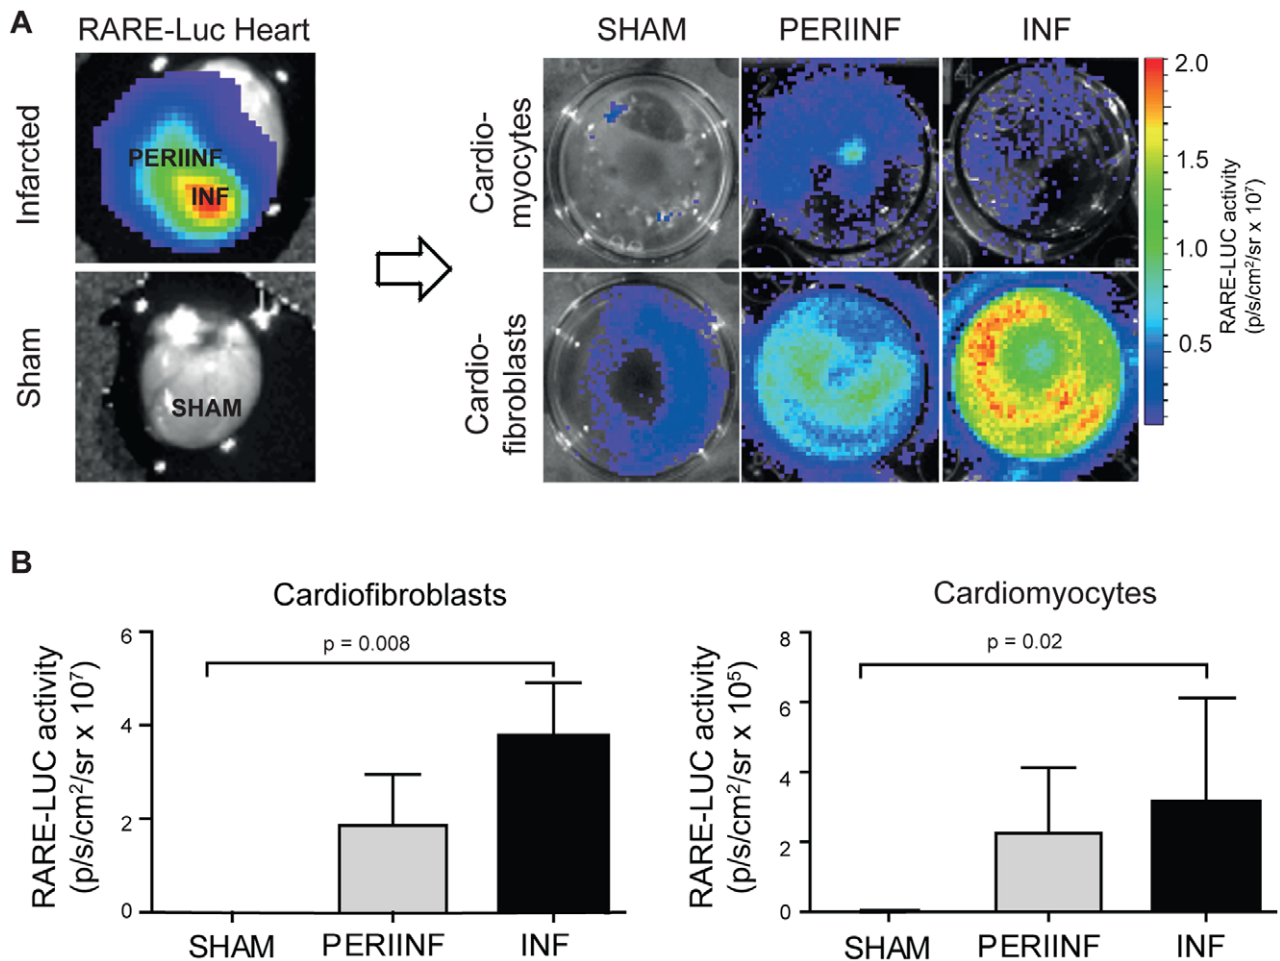 A
RARE-Luc Heart
Infarcted
PERIINF
INF
Sham
SHAM
SHAM
PERIINF
INF
Cardio-
myocytes
Cardio-
fibroblasts
2.0
1.5
1.0
0.5
RARE-LUC activity
(p/s/cm²/sr x 10⁷)
B
Cardiofibroblasts
RARE-LUC activity
(p/s/cm²/sr x 10⁷)
6
4
2
0
p = 0.008
SHAM
PERIINF
INF
Cardiomyocytes
RARE-LUC activity
(p/s/cm²/sr x 10⁵)
8
6
4
2
0
p = 0.02
SHAM
PERIINF
INF